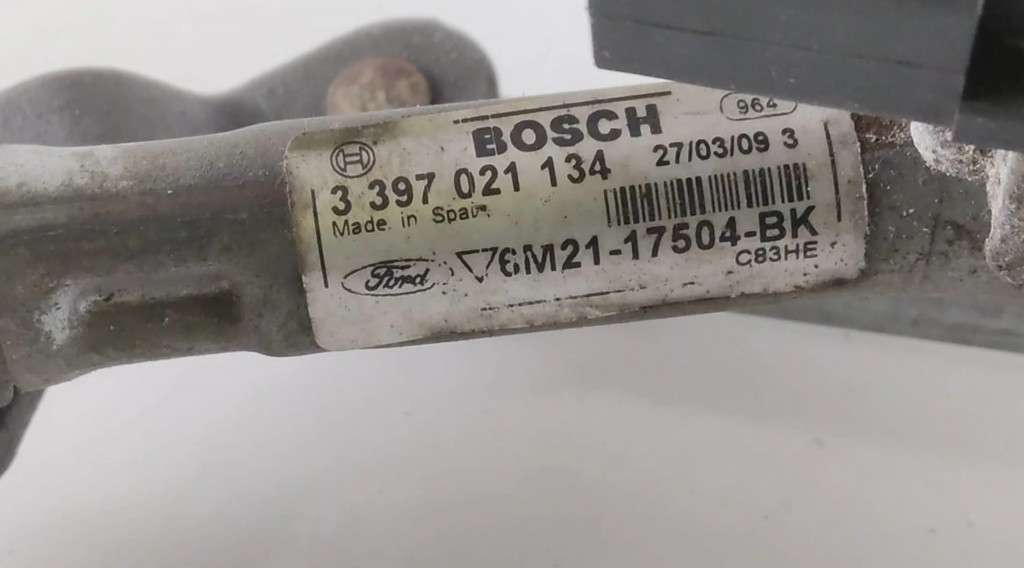 964
BOSCH
27/03/09 3
3 397 021 134
Made in Spain
Ford 6M21-17504-BK
C83HE